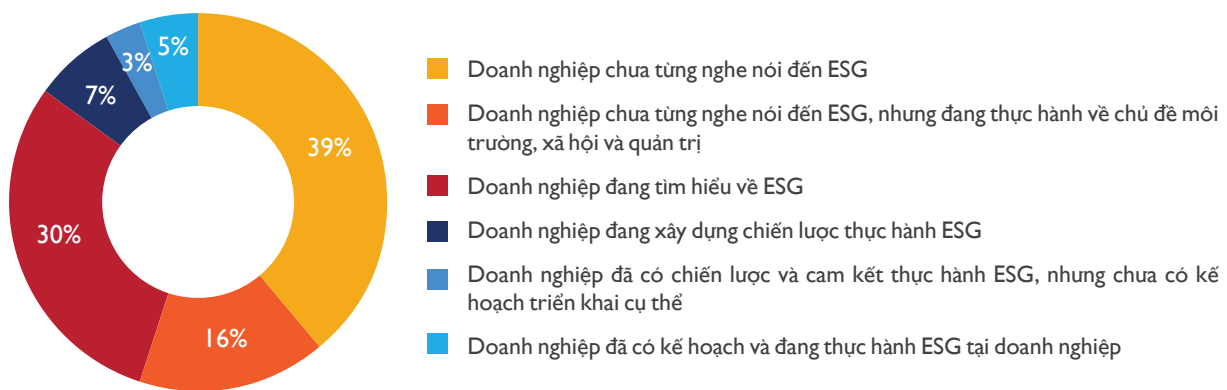 5%
3%
7%
39%
30%
16%
Doanh nghiệp chưa từng nghe nói đến ESG
Doanh nghiệp chưa từng nghe nói đến ESG, nhưng đang thực hành về chủ đề môi
trường, xã hội và quản trị
Doanh nghiệp đang tìm hiểu về ESG
Doanh nghiệp đang xây dựng chiến lược thực hành ESG
Doanh nghiệp đã có chiến lược và cam kết thực hành ESG, nhưng chưa có kế
hoạch triển khai cụ thể
Doanh nghiệp đã có kế hoạch và đang thực hành ESG tại doanh nghiệp